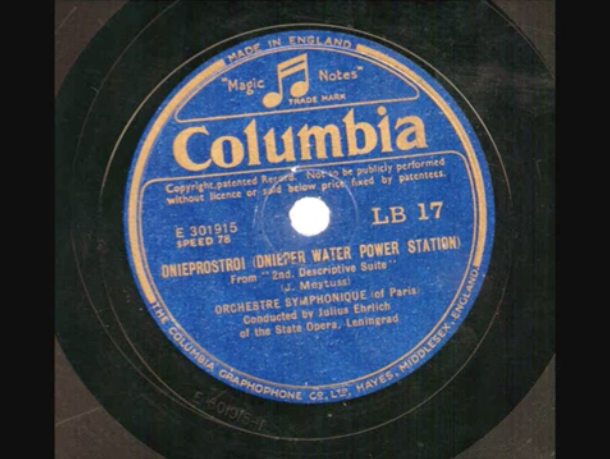 MADE IN ENGLAND
"Magic Notes"
TRADE MARK
Columbia
Copyright, patented Record. Not to be publicly performed
without licence or sold below price fixed by patentees.
E 301915
SPEED 78
LB 17
DNIEPROSTROI (DNIEPER WATER POWER STATION)
From "2nd. Descriptive Suite"
(J. Meytuss)
ORCHESTRE SYMPHONIQUE (of Paris)
Conducted by Julius Ehrlich
of the State Opera, Leningrad
THE COLUMBIA GRAPHOPHONE CO., LTD, HAYES, MIDDLESEX, ENGLAND